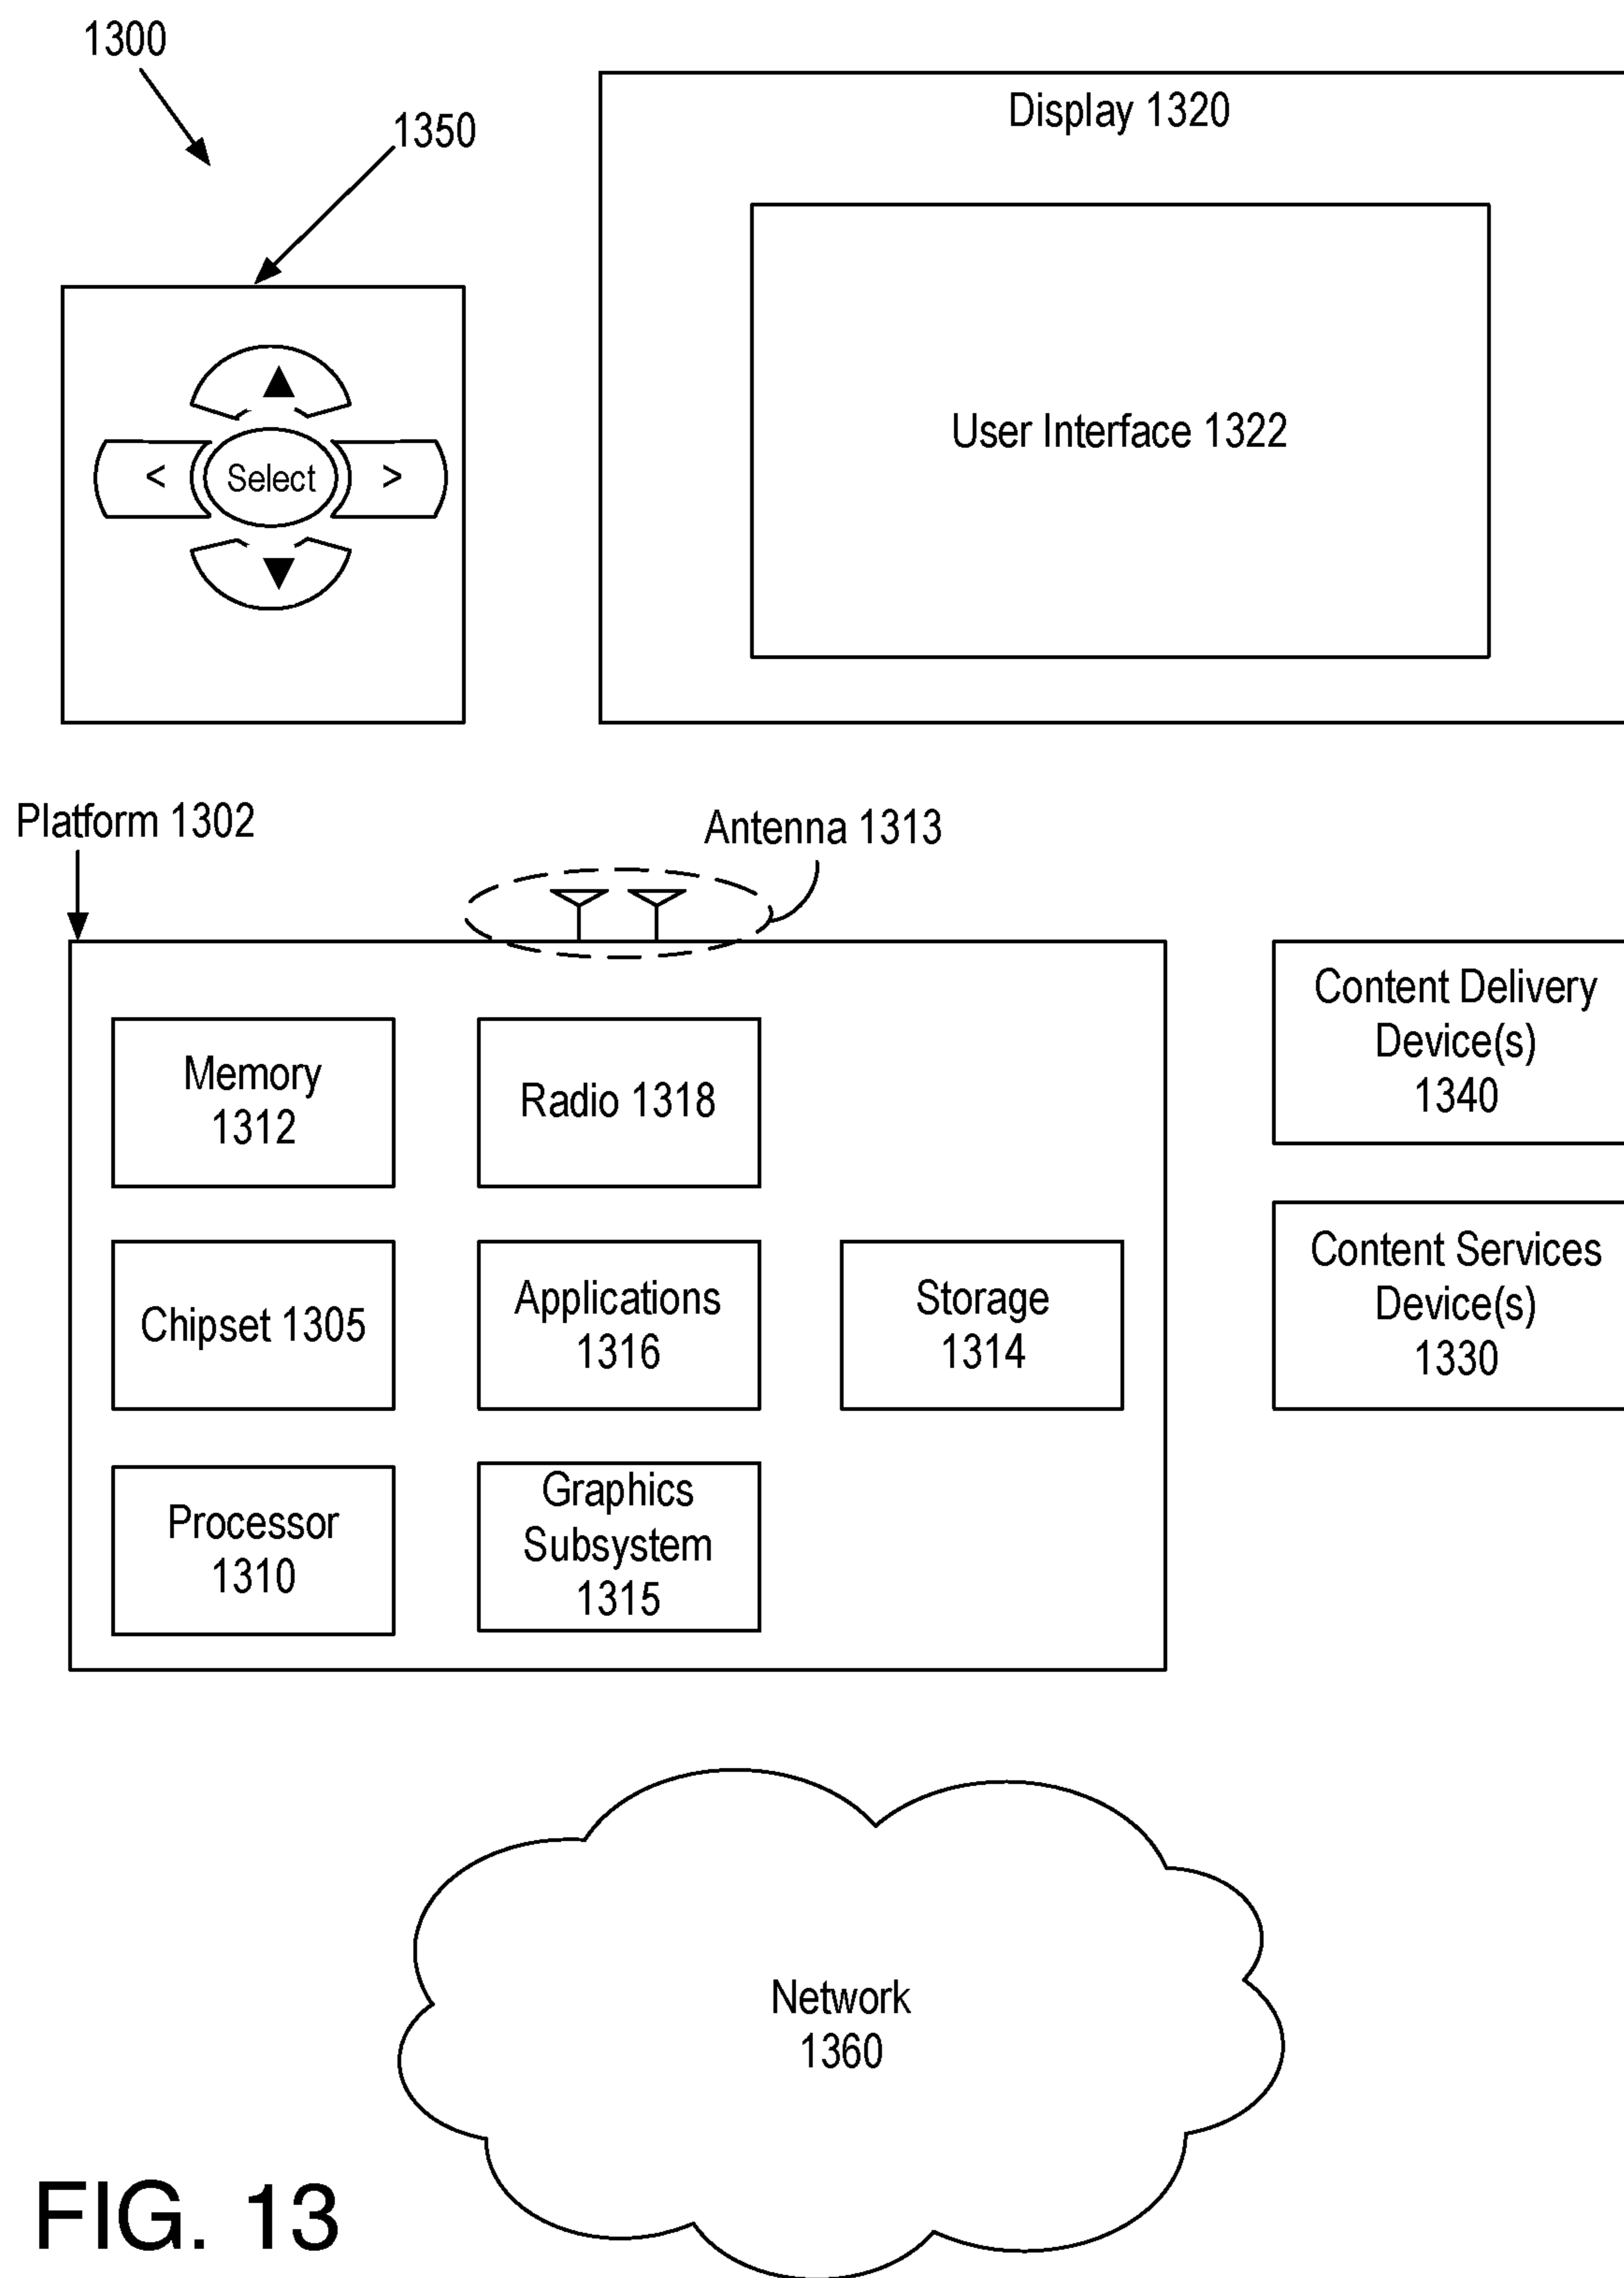 1300
1350
Display 1320
User Interface 1322
<
Select
>
Platform 1302
Antenna 1313
Memory
1312
Radio 1318
Content Delivery
Device(s)
1340
Chipset 1305
Applications
1316
Storage
1314
Content Services
Device(s)
1330
Processor
1310
Graphics
Subsystem
1315
Network
1360
FIG. 13